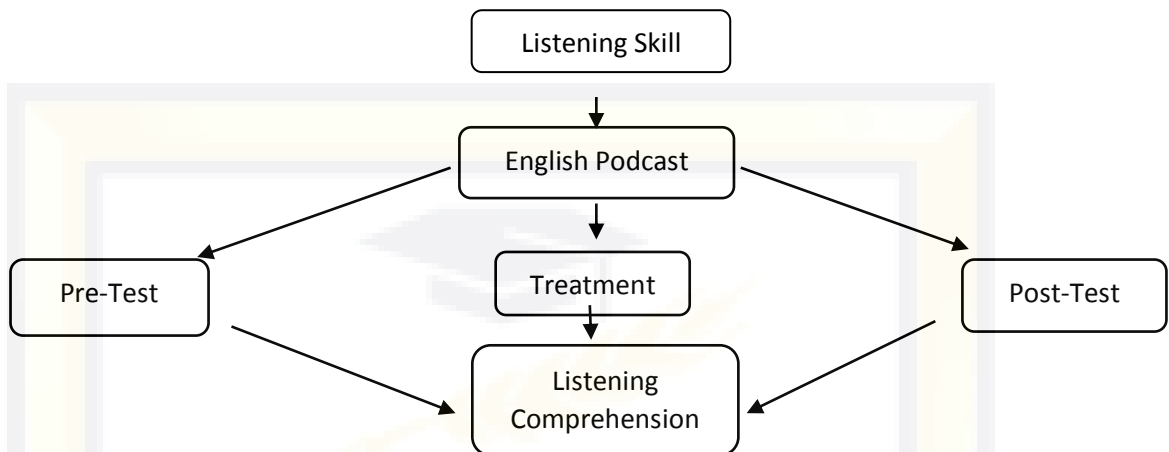 Listening Skill
English Podcast
Pre-Test
Treatment
Post-Test
Listening
Comprehension